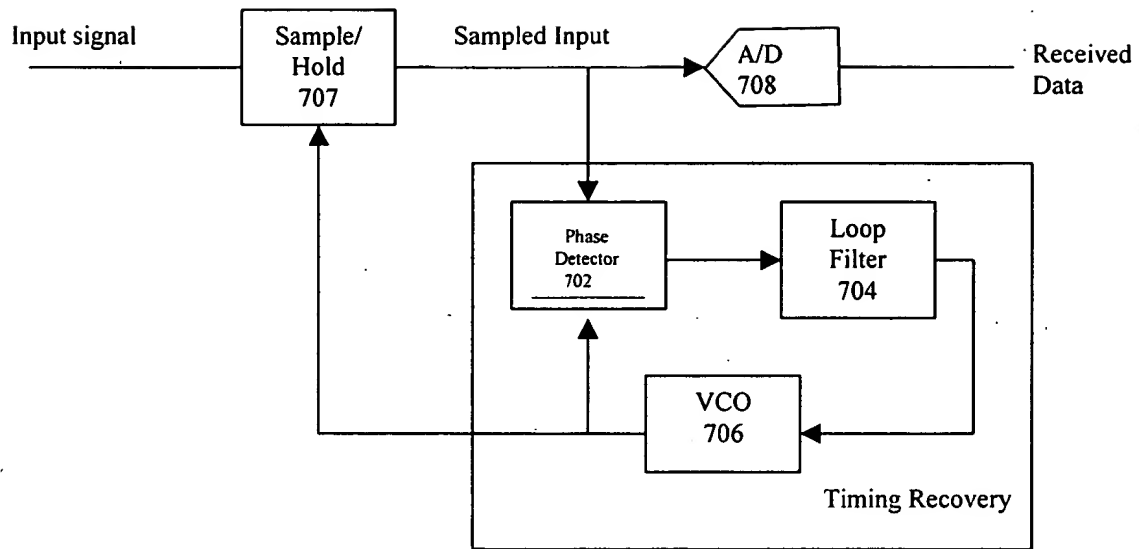 Input signal
Sample/
Hold
707
Sampled Input
A/D
708
Received
Data
Phase
Detector
702
Loop
Filter
704
VCO
706
Timing Recovery